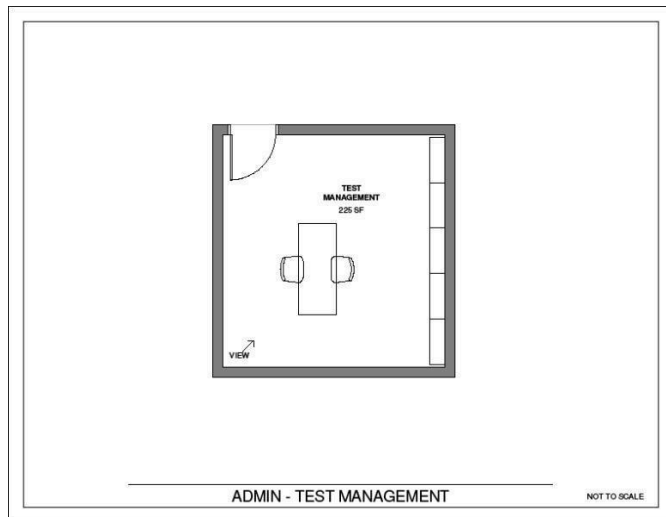 TEST
MANAGEMENT
225 SF
VIEW
ADMIN - TEST MANAGEMENT
NOT TO SCALE